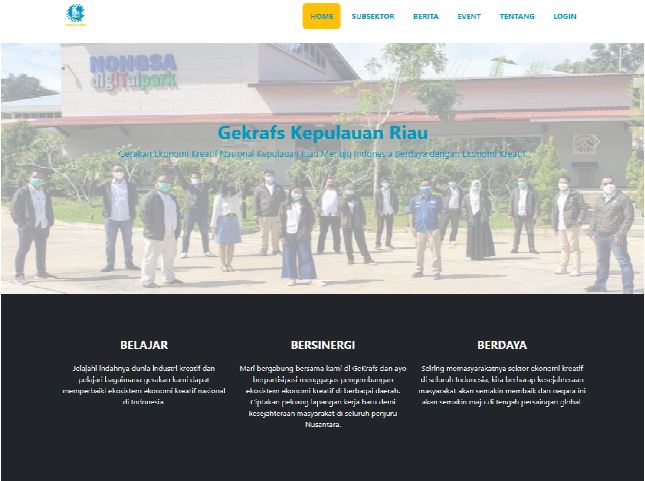 HOME SUBSEKTOR BERITA EVENT TENTANG LOGIN
NONGSA
digITalpark
Gekrafs Kepulauan Riau
Gerakan Ekonomi Kreatif Nasional Kepulauan Riau Menuju Indonesia Berdaya dengan Ekonomi Kreatif
BELAJAR
Jelajahi indahnya dunia industri kreatif dan
pelajari bagaimana gerakan kami dapat
memperbaiki ekosistem ekonomi kreatif nasional
di Indonesia
BERSINERGI
Mari bergabung bersama kami di GeKrafs dan ayo
berpartisipasi menggagas pengembangan
ekosistem ekonomi kreatif di berbagai daerah.
Ciptakan peluang lapangan kerja baru demi
kesejahteraan masyarakat di seluruh penjuru
Nusantara.
BERDAYA
Seiring memasyarakatnya sektor ekonomi kreatif
di seluruh Indonesia, kita berharap kesejahteraan
masyarakat akan semakin membaik dan negara ini
akan semakin maju di tengah persaingan global